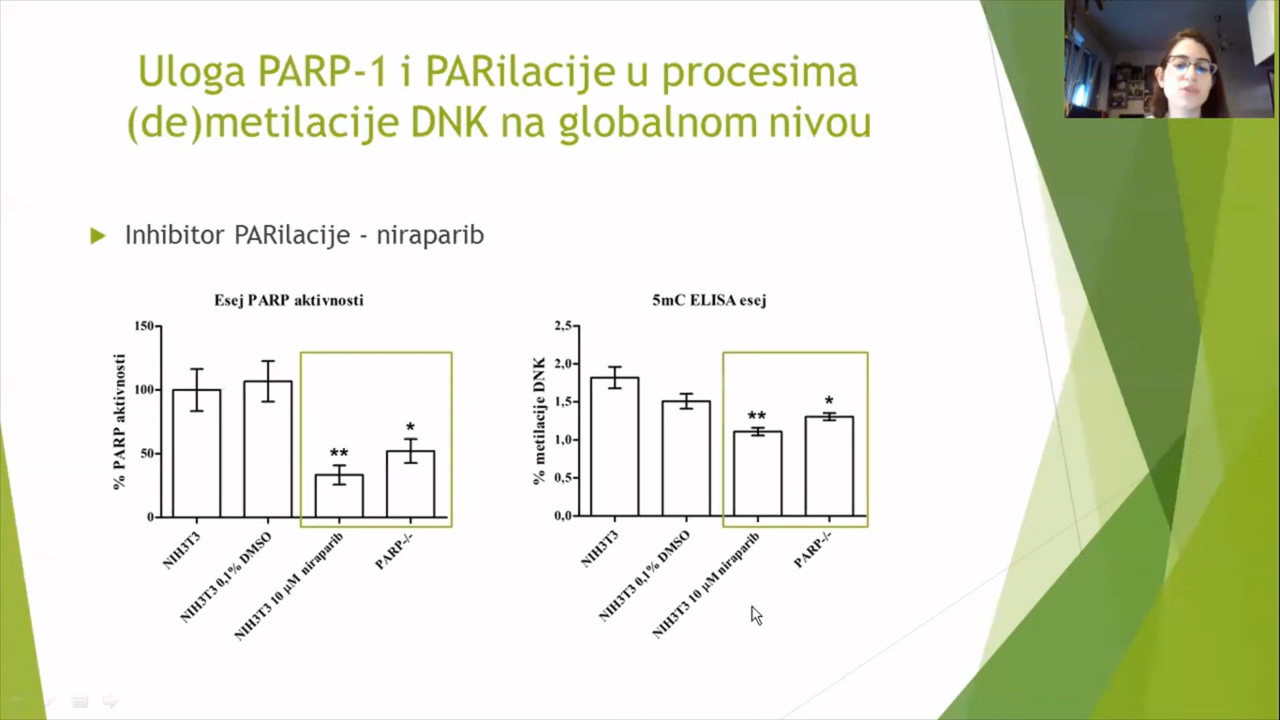 Uloga PARP-1 i PARilacije u procesima
(de)metilacije DNK na globalnom nivou
Inhibitor PARilacije - niraparib
Esej PARP aktivnosti
% PARP aktivnosti
150
100
50
0
**
*
NIH3T3
NIH3T3 0,1% DMSO
NIH3T3 10 µM niraparib
PARP-/-
5mC ELISA esej
% metilacije DNK
2,5
2,0
1,5
1,0
0,5
0,0
**
*
NIH3T3
NIH3T3 0,1% DMSO
NIH3T3 10 µM niraparib
PARP-/-